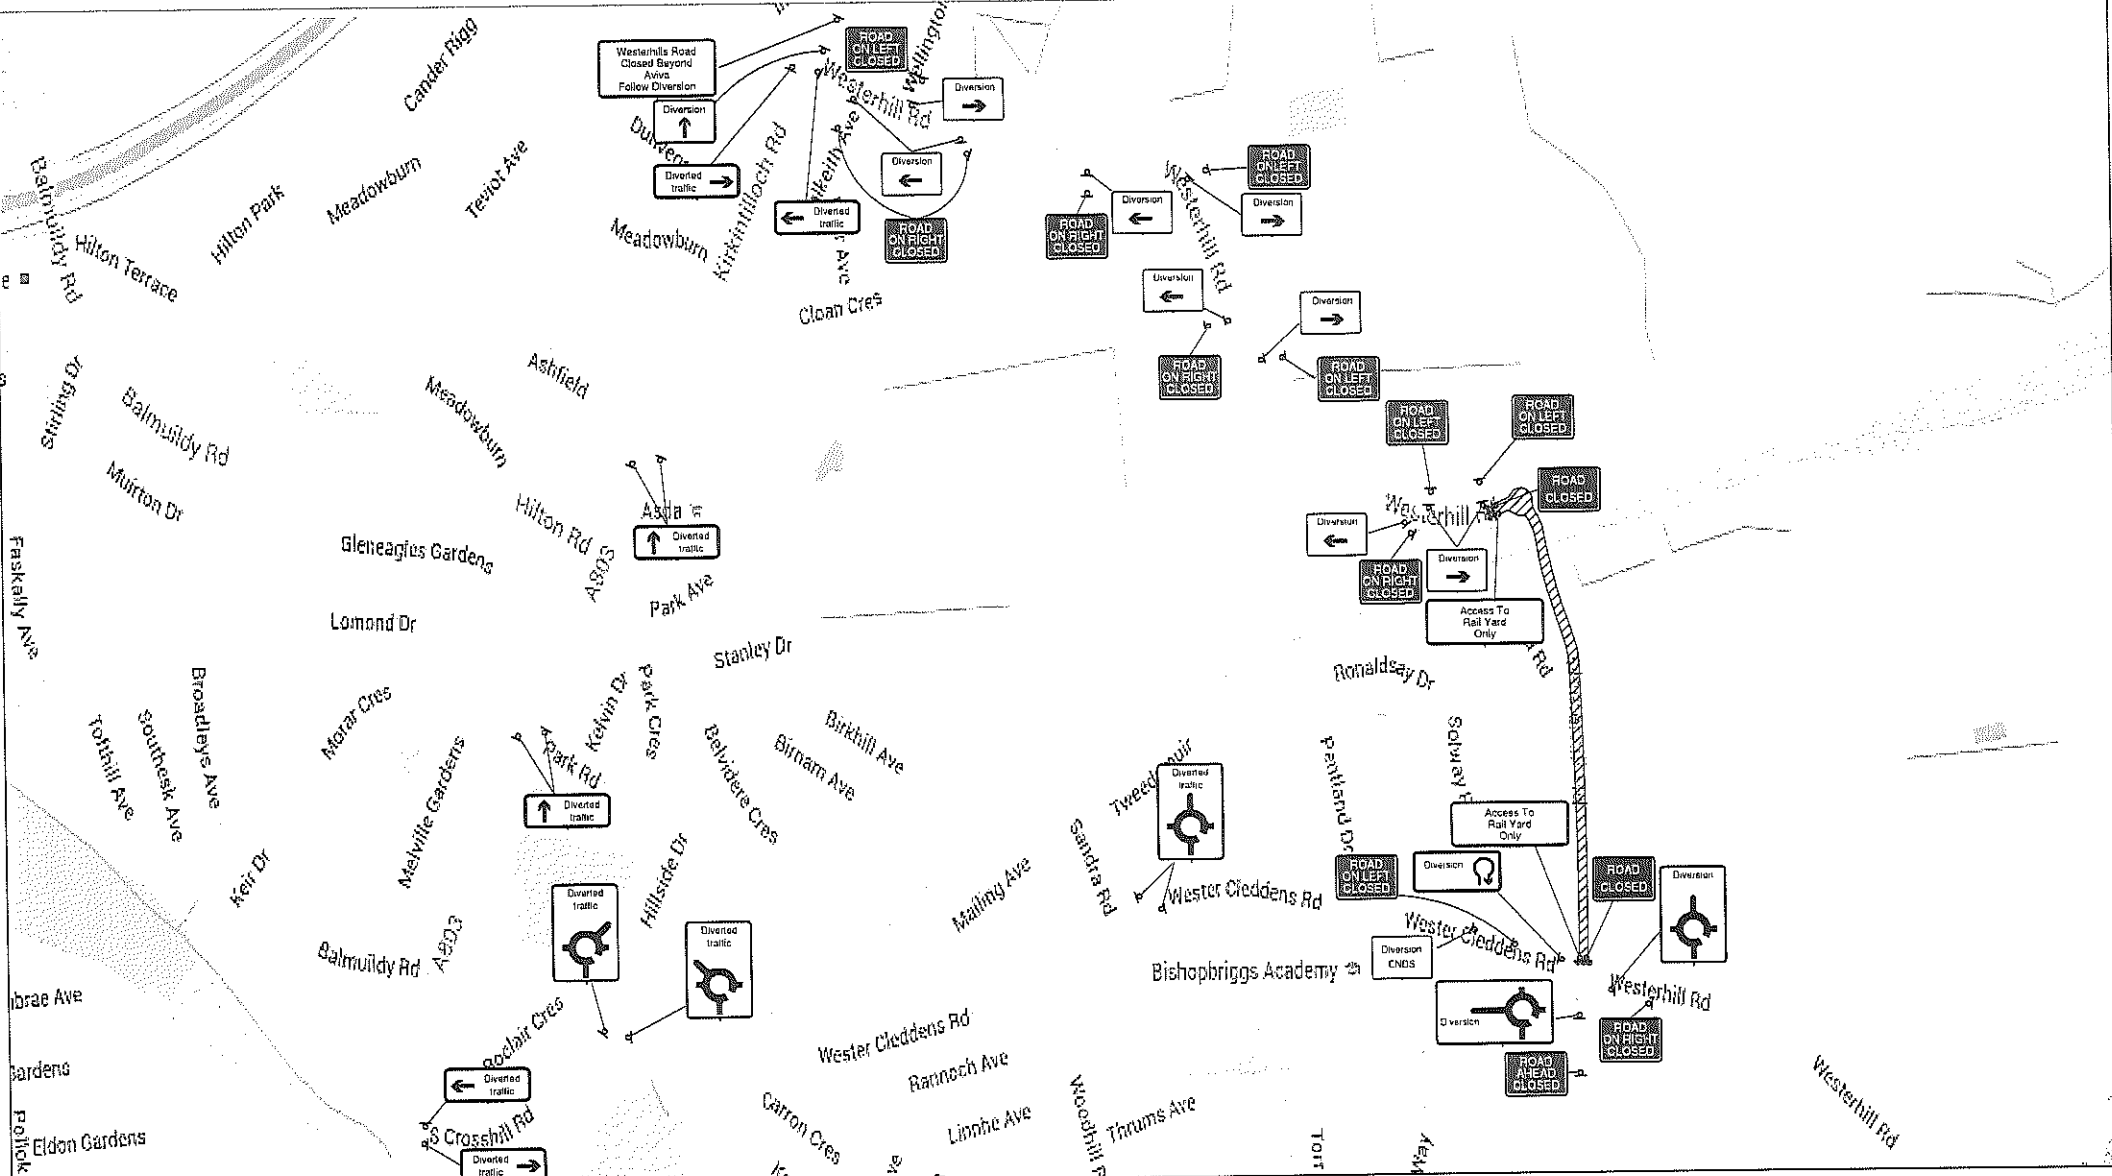 Cander Rigg
Westerhills Road
Closed Beyond
Aviva
Follow Diversion
ROAD
ON LEFT
CLOSED
Westerhill Rd
Diversion
Diversion
Diverted
traffic
Kirkintilloch Rd
Diversion
Diverted
traffic
ROAD
ON RIGHT
CLOSED
Ave
Balmuildy Rd
Hilton Terrace
Hilton Park
Meadowburn
Teviot Ave
Meadowburn
Cloan Cres
ROAD
ON RIGHT
CLOSED
Diversion
Westerhill Rd
ROAD
ON LEFT
CLOSED
Diversion
Diversion
ROAD
ON RIGHT
CLOSED
Diversion
ROAD
ON LEFT
CLOSED
Stirling Dr
Balmuildy Rd
Muirton Dr
Meadowburn
Ashfield
Hilton Rd
A803
Asda
Diverted
traffic
Park Ave
Gleneagles Gardens
Lomond Dr
Stanley Dr
ROAD
ON LEFT
CLOSED
ROAD
ON LEFT
CLOSED
ROAD
CLOSED
Westerhill
Diversion
ROAD
ON RIGHT
CLOSED
Diversion
Access To
Rail Yard
Only
Rd
Ronaldsay Dr
Faskally Ave
Tofthill Ave
Southesk Ave
Broadleys Ave
Morar Cres
Melville Gardens
Keir Dr
Park Rd
Kelvin Dr
Park Cres
Belvidere Cres
Birnam Ave
Birkhill Ave
Diverted
traffic
Hillside Dr
Diverted
traffic
Diverted
traffic
Balmuildy Rd
A803
Mailing Ave
Sandra Rd
Diverted
traffic
Wester Cleddens Rd
Pentland Dr
Solway
Access To
Rail Yard
Only
ROAD
ON LEFT
CLOSED
Diversion
ROAD
CLOSED
Diversion
Wester Cleddens Rd
Bishopbriggs Academy
Diversion
ENDS
Diversion
Westerhill Rd
ROAD
ON RIGHT
CLOSED
ROAD
AHEAD
CLOSED
Westerhill Rd
Eldon Gardens
Diverted
traffic
Crosshill Rd
Diverted
traffic
Wester Cleddens Rd
Rannoch Ave
Linnhe Ave
Carron Cres
Thrums Ave